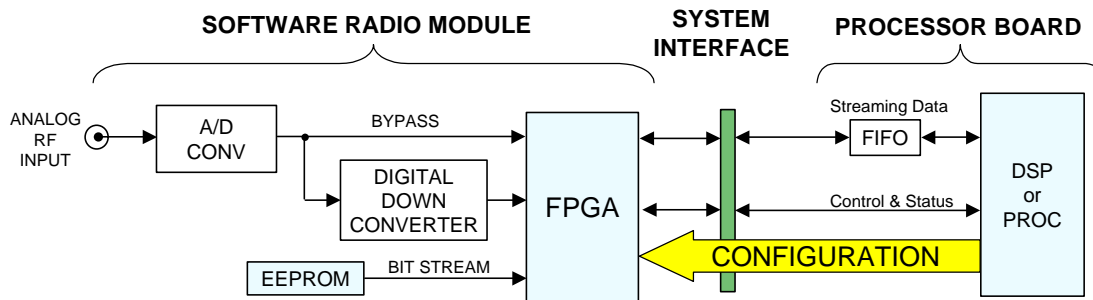 SOFTWARE RADIO MODULE
SYSTEM
INTERFACE
PROCESSOR BOARD
ANALOG
RF
INPUT
A/D
CONV
BYPASS
DIGITAL
DOWN
CONVERTER
EEPROM
BIT STREAM
FPGA
Streaming Data
FIFO
Control & Status
CONFIGURATION
DSP
or
PROC